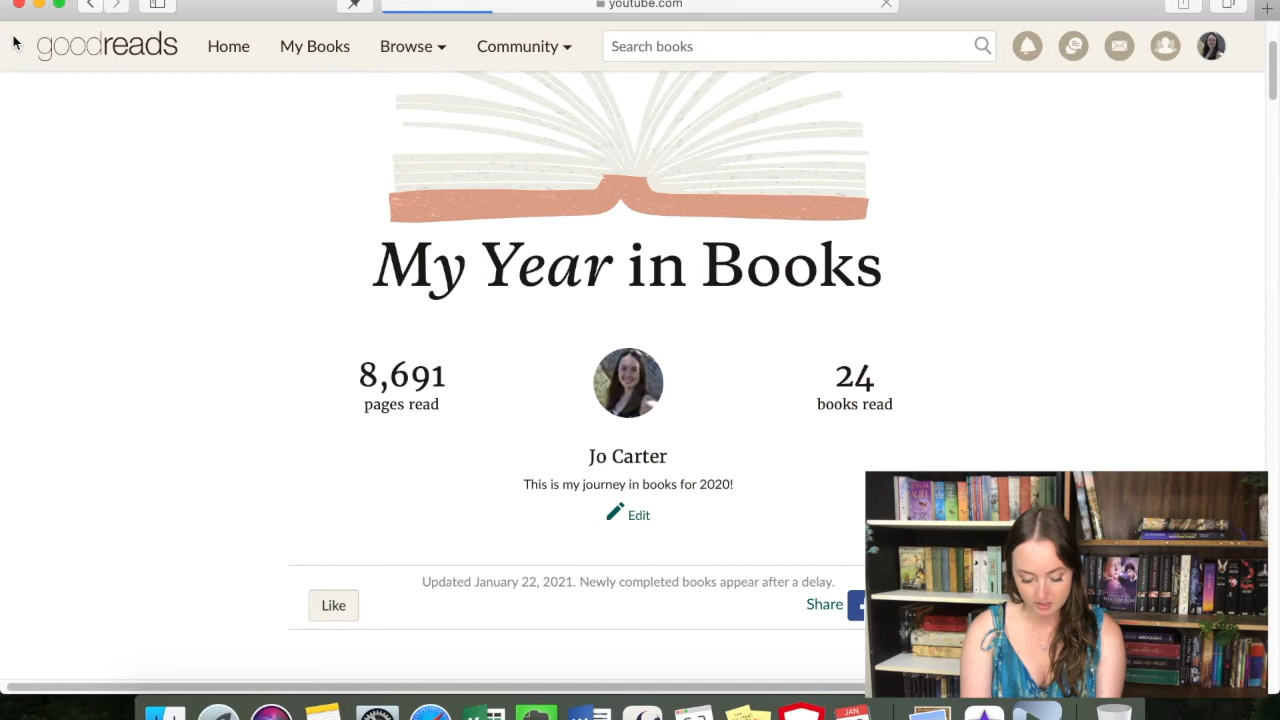 youtube.com
goodreads Home My Books Browse Community Search books
My Year in Books
8,691 24
pages read books read
Jo Carter
This is my journey in books for 2020!
Edit
Updated January 22, 2021. Newly completed books appear after a delay.
Like Share
JAN